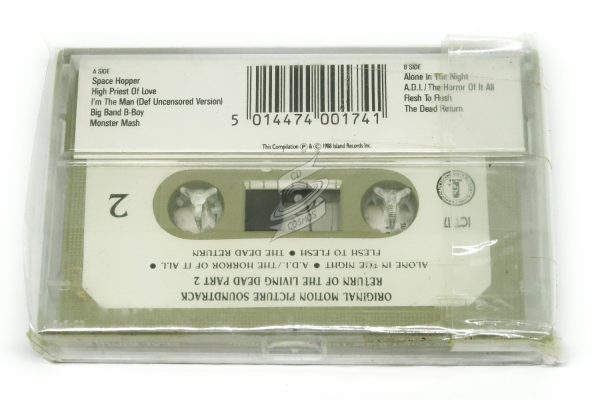 A SIDE
Space Hopper
High Priest Of Love
I'm The Man (Def Uncensored Version)
Big Band B-Boy
Monster Mash
5 014474 001741
B SIDE
Alone In The Night
A.D.I./The Horror Of It All
Flesh To Flesh
The Dead Return
This Compilation ℗ & © 1988 Island Records Inc.
ORIGINAL MOTION PICTURE SOUNDTRACK
RETURN OF THE LIVING DEAD PART 2
ALONE IN THE NIGHT • A.D.I./THE HORROR OF IT ALL •
FLESH TO FLESH • THE DEAD RETURN
ICT 17
2
CD
COSMOS